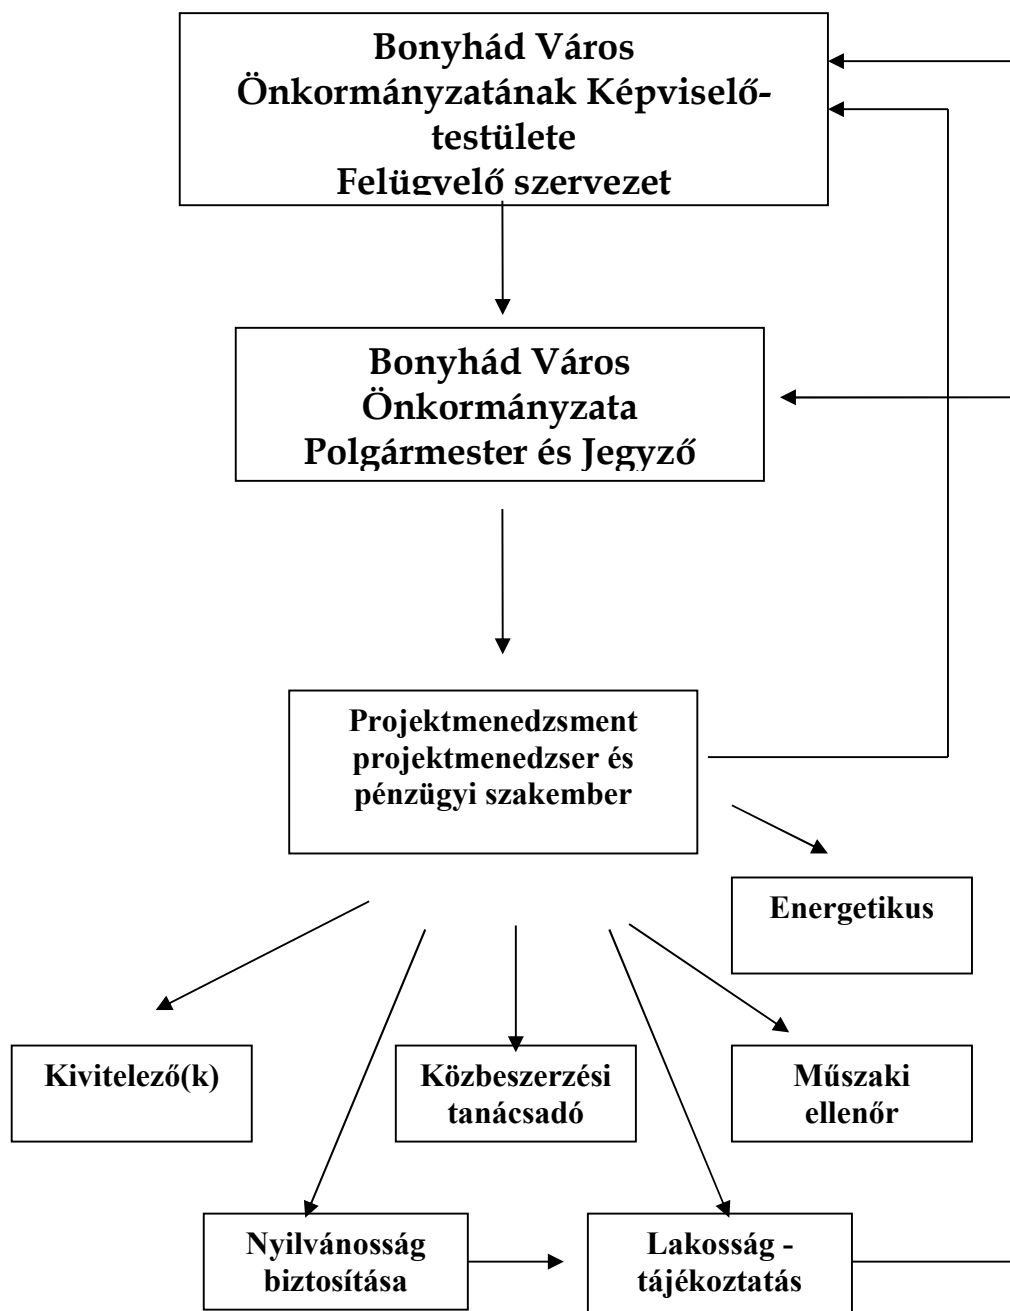 Bonyhád Város
Önkormányzatának Képviselő-
testülete
Felügyelő szervezet
Bonyhád Város
Önkormányzata
Polgármester és Jegyző
Projektmenedzsment
projektmenedzser és
pénzügyi szakember
Energetikus
Kivitelező(k)
Közbeszerzési
tanácsadó
Műszaki
ellenőr
Nyilvánosság
biztosítása
Lakosság -
tájékoztatás